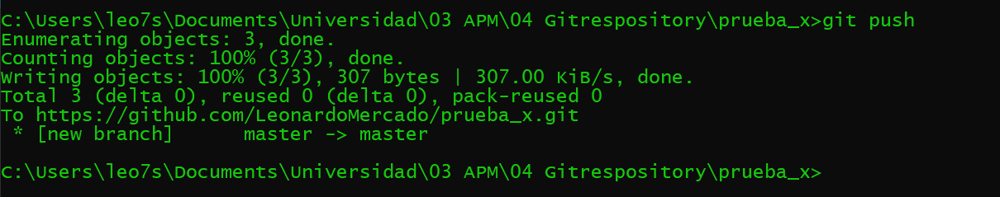 C:\Users\leo7s\Documents\Universidad\03 APM\04 Gitrespository\prueba_x>git push
Enumerating objects: 3, done.
Counting objects: 100% (3/3), done.
Writing objects: 100% (3/3), 307 bytes | 307.00 KiB/s, done.
Total 3 (delta 0), reused 0 (delta 0), pack-reused 0
To https://github.com/LeonardoMercado/prueba_x.git
 * [new branch]      master -> master
C:\Users\leo7s\Documents\Universidad\03 APM\04 Gitrespository\prueba_x>